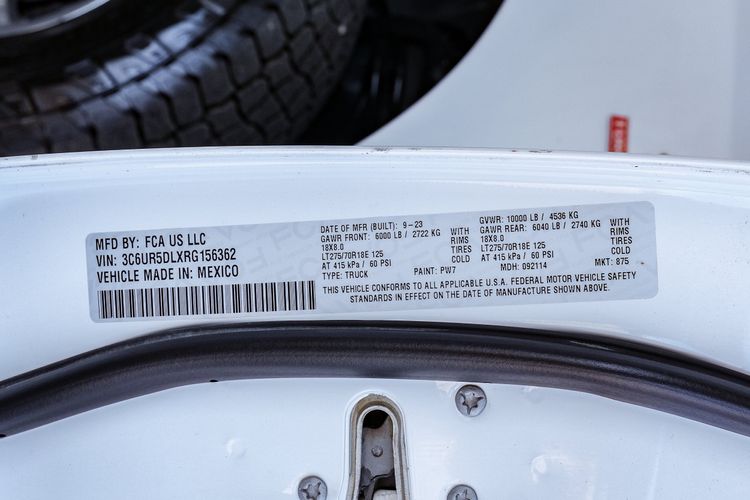 MFD BY: FCA US LLC
VIN: 3C6UR5DLXRG156362
VEHICLE MADE IN: MEXICO
DATE OF MFR (BUILT): 9-23
GAWR FRONT: 6000 LB / 2722 KG WITH
18X8.0 RIMS
LT275/70R18E 125 TIRES
AT 415 kPa / 60 PSI COLD
TYPE: TRUCK PAINT: PW7
GVWR: 10000 LB / 4536 KG
GAWR REAR: 6040 LB / 2740 KG WITH
18X8.0 RIMS
LT275/70R18E 125 TIRES
AT 415 kPa / 60 PSI COLD
MDH: 092114 MKT: 875
THIS VEHICLE CONFORMS TO ALL APPLICABLE U.S.A. FEDERAL MOTOR VEHICLE SAFETY
STANDARDS IN EFFECT ON THE DATE OF MANUFACTURE SHOWN ABOVE.